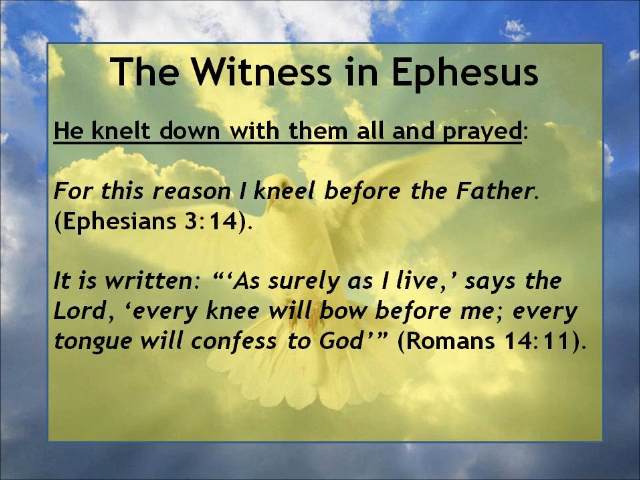 The Witness in Ephesus
He knelt down with them all and prayed:
For this reason I kneel before the Father.
(Ephesians 3:14).
It is written: “‘As surely as I live,’ says the
Lord, ‘every knee will bow before me; every
tongue will confess to God’” (Romans 14:11).